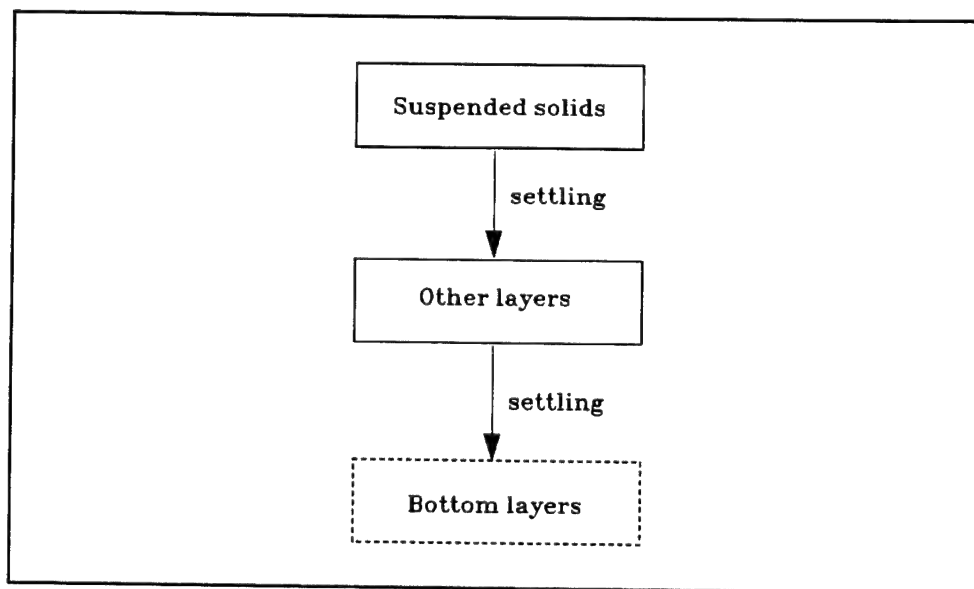 Suspended solids
settling
Other layers
settling
Bottom layers